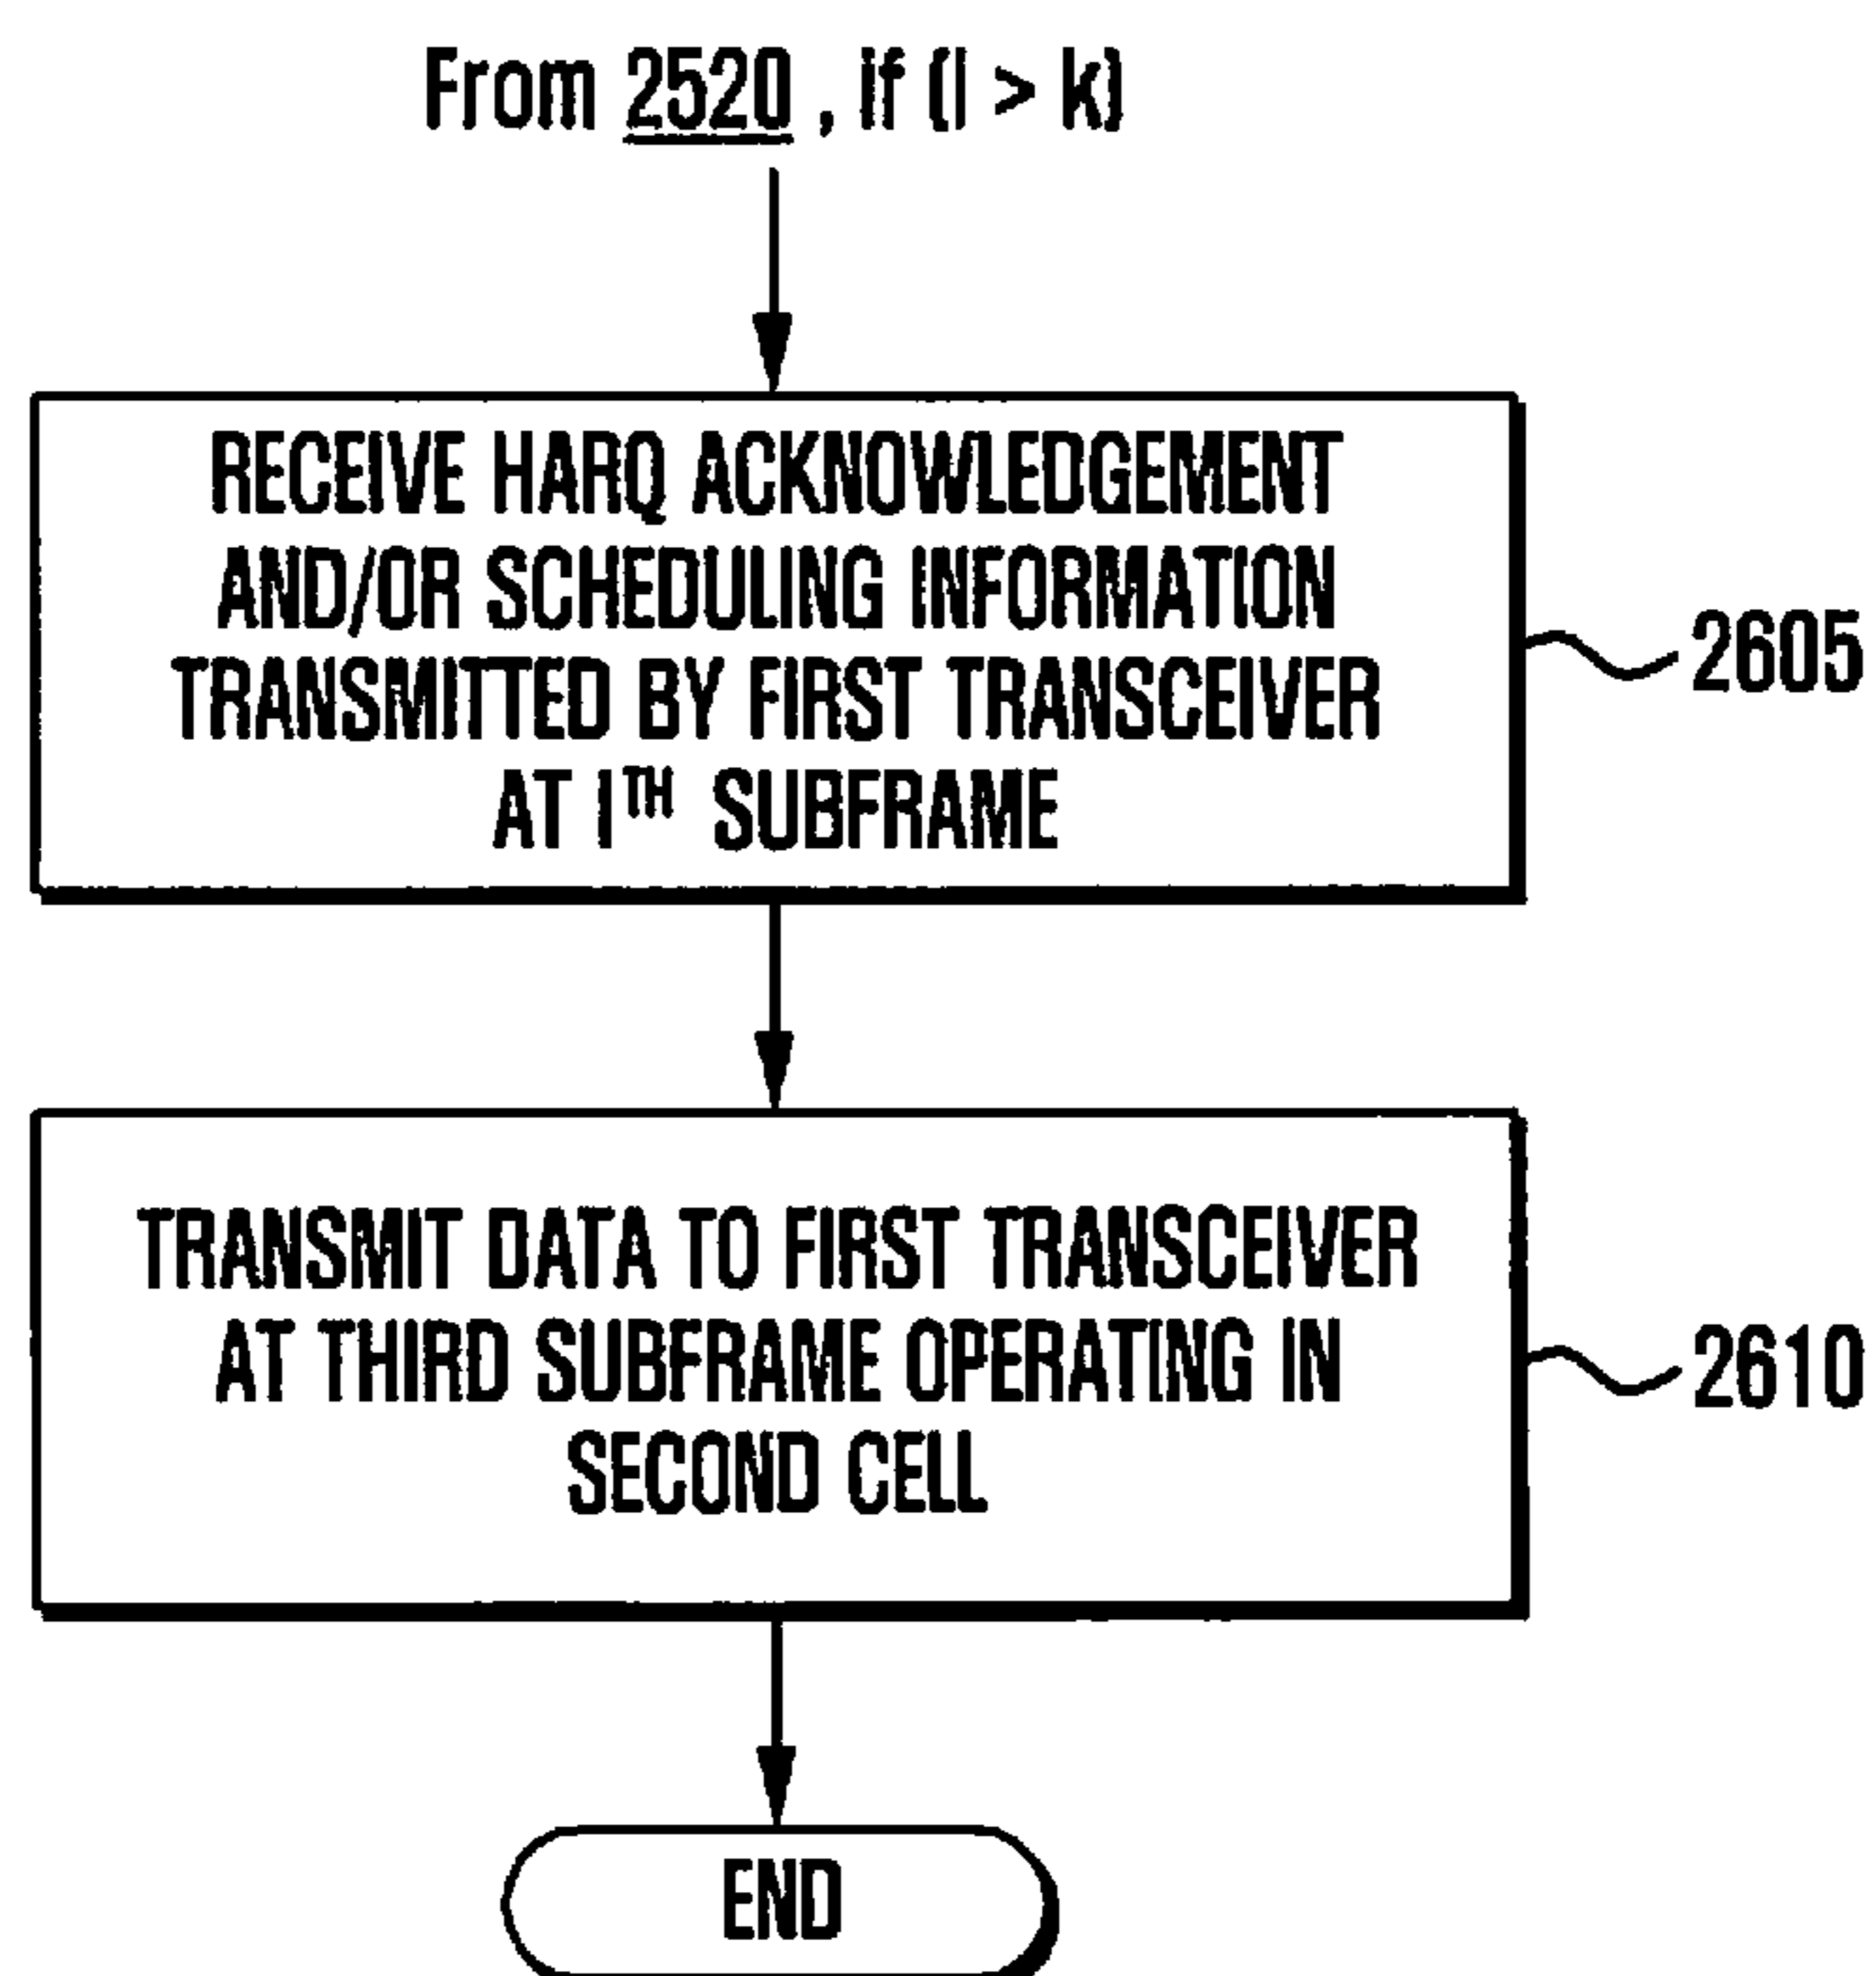 From 2520 , if (l > k)
RECEIVE HARQ ACKNOWLEDGEMENT
AND/OR SCHEDULING INFORMATION
TRANSMITTED BY FIRST TRANSCEIVER
AT lTH SUBFRAME
2605
TRANSMIT DATA TO FIRST TRANSCEIVER
AT THIRD SUBFRAME OPERATING IN
SECOND CELL
2610
END